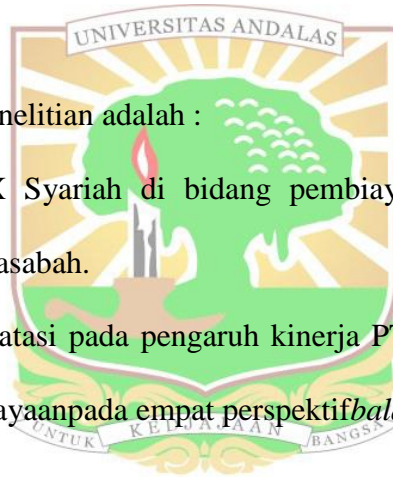 UNIVERSITAS ANDALAS
nelitian adalah :
K Syariah di bidang pembiay
asabah.
atasi pada pengaruh kinerja PT
ayaanpada empat perspektifbala
UNTUK KEDJAJAAN BANGSA